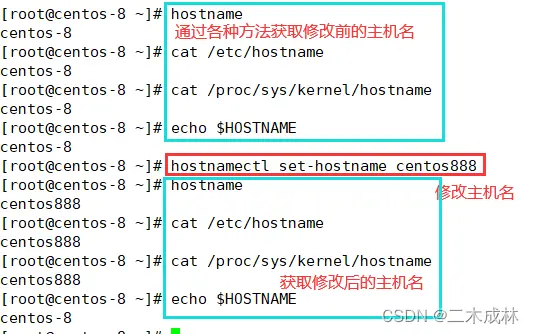 [root@centos-8 ~]# hostname
centos-8
通过各种方法获取修改前的主机名
[root@centos-8 ~]# cat /etc/hostname
centos-8
[root@centos-8 ~]# cat /proc/sys/kernel/hostname
centos-8
[root@centos-8 ~]# echo $HOSTNAME
centos-8
[root@centos-8 ~]# hostnamectl set-hostname centos888
[root@centos-8 ~]# hostname
修改主机名
centos888
[root@centos-8 ~]# cat /etc/hostname
centos888
[root@centos-8 ~]# cat /proc/sys/kernel/hostname
centos888
获取修改后的主机名
[root@centos-8 ~]# echo $HOSTNAME
centos-8
CSDN @二木成林